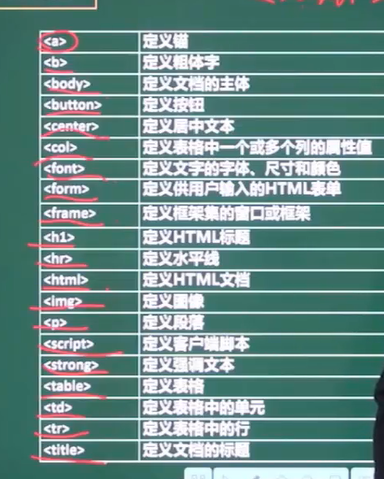 <a> 定义锚
<b> 定义粗体字
<body> 定义文档的主体
<button> 定义按钮
<center> 定义居中文本
<col> 定义表格中一个或多个列的属性值
<font> 定义文字的字体、尺寸和颜色
<form> 定义供用户输入的HTML表单
<frame> 定义框架集的窗口或框架
<h1> 定义HTML标题
<hr> 定义水平线
<html> 定义HTML文档
<img> 定义图像
<p> 定义段落
<script> 定义客户端脚本
<strong> 定义强调文本
<table> 定义表格
<td> 定义表格中的单元
<tr> 定义表格中的行
<title> 定义文档的标题